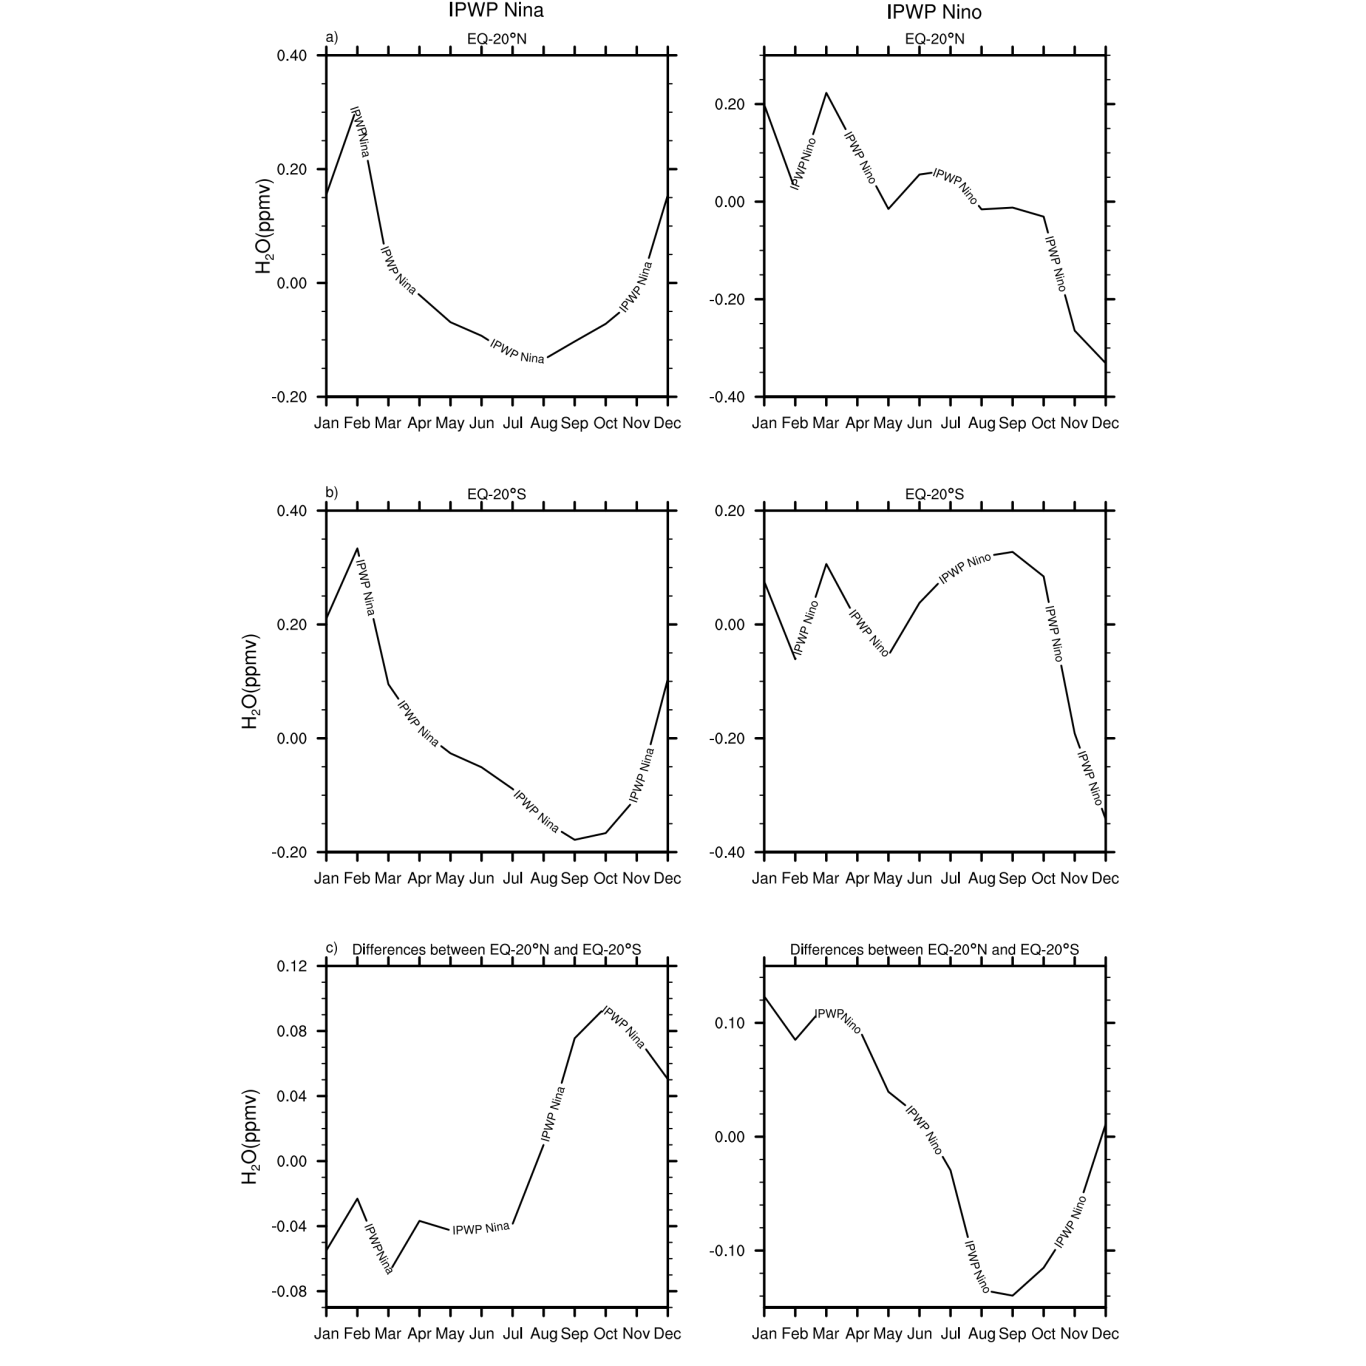 IPWP Nina
IPWP Nino
a)
EQ-20°N
EQ-20°N
0.40
0.20
0.00
-0.20
H2O(ppmv)
IPWP Nina
IPWP Nina
IPWP Nina
IPWP Nina
Jan Feb Mar Apr May Jun Jul Aug Sep Oct Nov Dec
0.20
0.00
-0.20
-0.40
IPWP Nino
IPWP Nino
IPWP Nino
IPWP Nino
Jan Feb Mar Apr May Jun Jul Aug Sep Oct Nov Dec
b)
EQ-20°S
EQ-20°S
0.40
0.20
0.00
-0.20
H2O(ppmv)
IPWP Nina
IPWP Nina
IPWP Nina
IPWP Nina
Jan Feb Mar Apr May Jun Jul Aug Sep Oct Nov Dec
0.20
0.00
-0.20
-0.40
IPWP Nino
IPWP Nino
IPWP Nino
IPWP Nino
IPWP Nino
Jan Feb Mar Apr May Jun Jul Aug Sep Oct Nov Dec
c)
Differences between EQ-20°N and EQ-20°S
Differences between EQ-20°N and EQ-20°S
0.12
0.08
0.04
0.00
-0.04
-0.08
H2O(ppmv)
IPWP Nina
IPWP Nina
IPWP Nina
IPWP Nina
Jan Feb Mar Apr May Jun Jul Aug Sep Oct Nov Dec
0.10
0.00
-0.10
IPWP Nino
IPWP Nino
IPWP Nino
IPWP Nino
Jan Feb Mar Apr May Jun Jul Aug Sep Oct Nov Dec